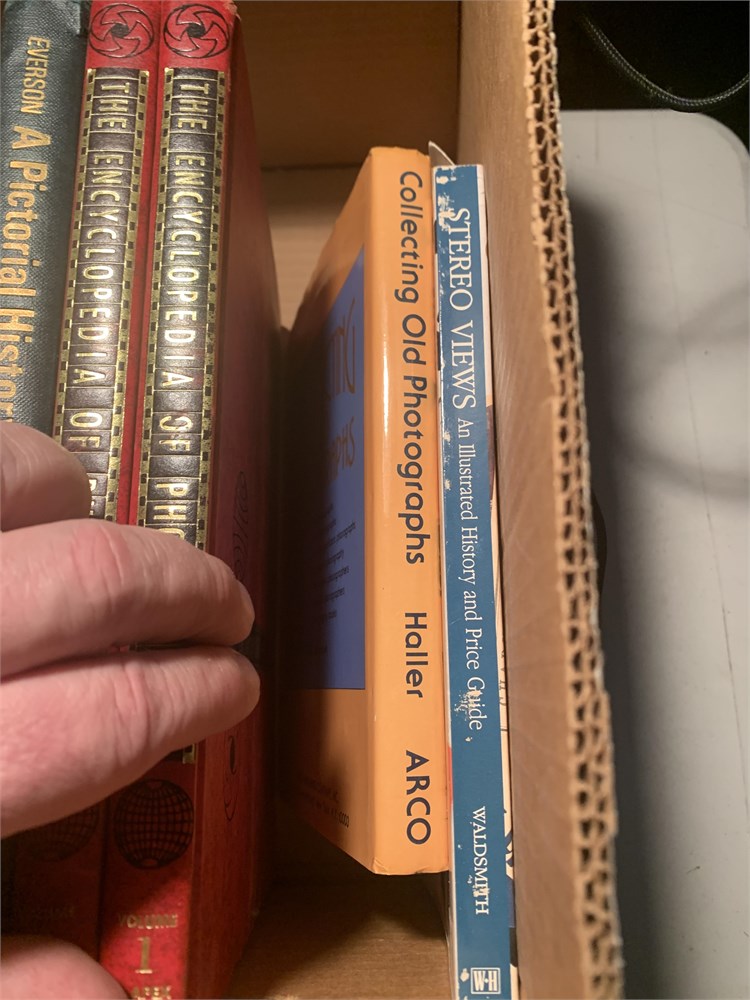 EVERSON A Pictorial Histor
THE ENCYCLOPEDIA OF
THE ENCYCLOPEDIA OF PHO
VOLUME
1
Collecting Old Photographs Haller ARCO
STEREO VIEWS An Illustrated History and Price Guide WALDSMITH
W-H